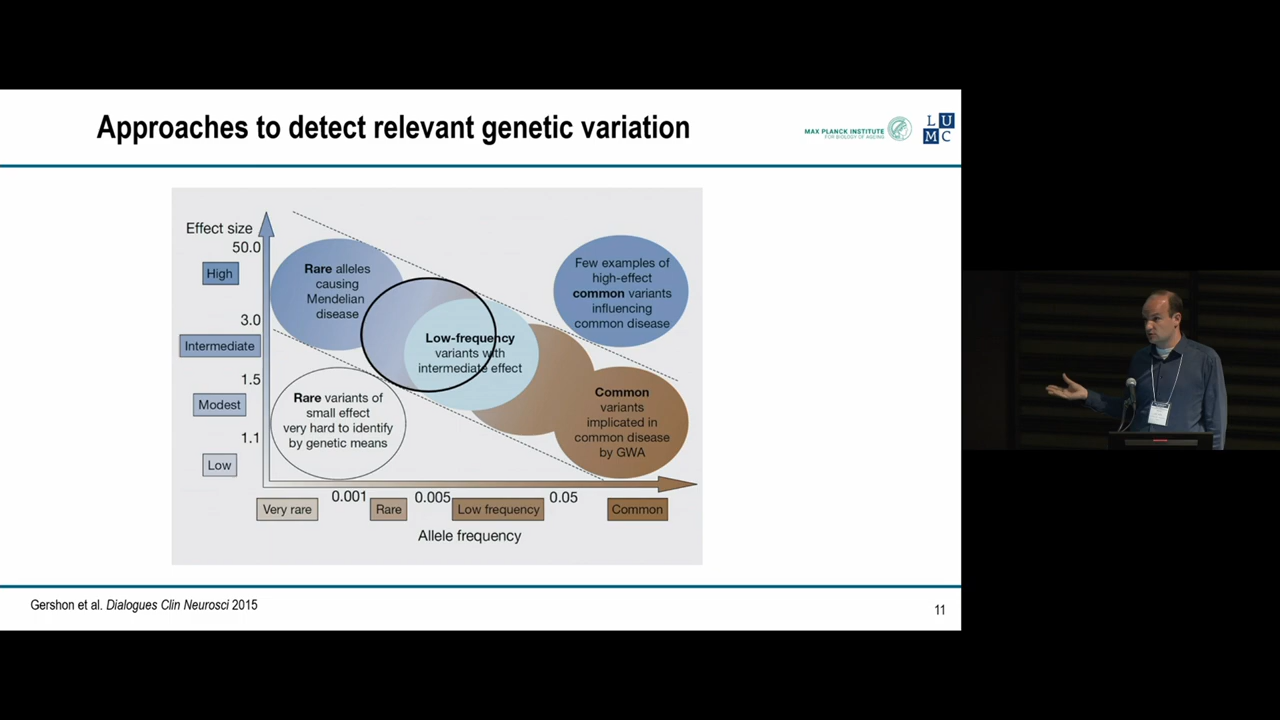 Approaches to detect relevant genetic variation
MAX PLANCK INSTITUTE
FOR BIOLOGY OF AGEING
L U
M C
Effect size
50.0
High
3.0
Intermediate
1.5
Modest
1.1
Low
Rare alleles
causing
Mendelian
disease
Few examples of
high-effect
common variants
influencing
common disease
Low-frequency
variants with
intermediate effect
Rare variants of
small effect
very hard to identify
by genetic means
Common
variants
implicated in
common disease
by GWA
0.001
0.005
0.05
Very rare
Rare
Low frequency
Common
Allele frequency
Gershon et al. Dialogues Clin Neurosci 2015
11